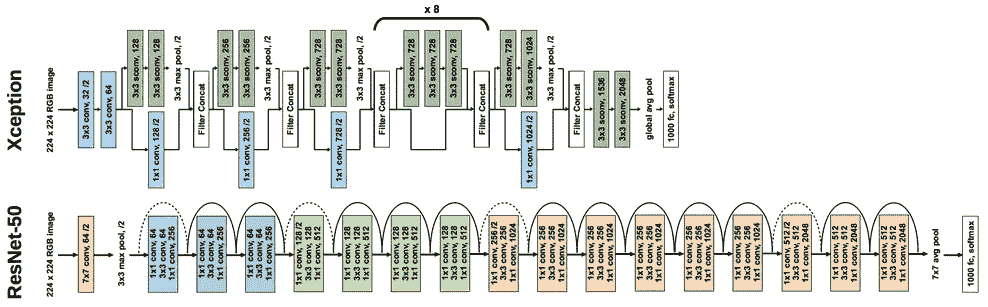 x 8
Xception
224 x 224 RGB image
3x3 conv, 32 /2
3x3 conv, 64
3x3 sconv, 128
3x3 sconv, 128
3x3 max pool, /2
1x1 conv, 128 /2
Filter Concat
3x3 sconv, 256
3x3 sconv, 256
3x3 max pool, /2
1x1 conv, 256 /2
Filter Concat
3x3 sconv, 728
3x3 sconv, 728
3x3 max pool, /2
1x1 conv, 728 /2
Filter Concat
3x3 sconv, 728
3x3 sconv, 728
3x3 sconv, 728
Filter Concat
3x3 sconv, 728
3x3 sconv, 1024
3x3 max pool, /2
1x1 conv, 1024 /2
Filter Concat
3x3 sconv, 1536
3x3 sconv, 2048
global avg pool
1000 fc, softmax
ResNet-50
224 x 224 RGB image
7x7 conv, 64 /2
3x3 max pool, /2
1x1 conv, 64
3x3 conv, 64
1x1 conv, 256
1x1 conv, 64
3x3 conv, 64
1x1 conv, 256
1x1 conv, 64
3x3 conv, 64
1x1 conv, 256
1x1 conv, 128 /2
3x3 conv, 128
1x1 conv, 512
1x1 conv, 128
3x3 conv, 128
1x1 conv, 512
1x1 conv, 128
3x3 conv, 128
1x1 conv, 512
1x1 conv, 128
3x3 conv, 128
1x1 conv, 512
1x1 conv, 256 /2
3x3 conv, 256
1x1 conv, 1024
1x1 conv, 256
3x3 conv, 256
1x1 conv, 1024
1x1 conv, 256
3x3 conv, 256
1x1 conv, 1024
1x1 conv, 256
3x3 conv, 256
1x1 conv, 1024
1x1 conv, 256
3x3 conv, 256
1x1 conv, 1024
1x1 conv, 256
3x3 conv, 256
1x1 conv, 1024
1x1 conv, 512 /2
3x3 conv, 512
1x1 conv, 2048
1x1 conv, 512
3x3 conv, 512
1x1 conv, 2048
1x1 conv, 512
3x3 conv, 512
1x1 conv, 2048
7x7 avg pool
1000 fc, softmax